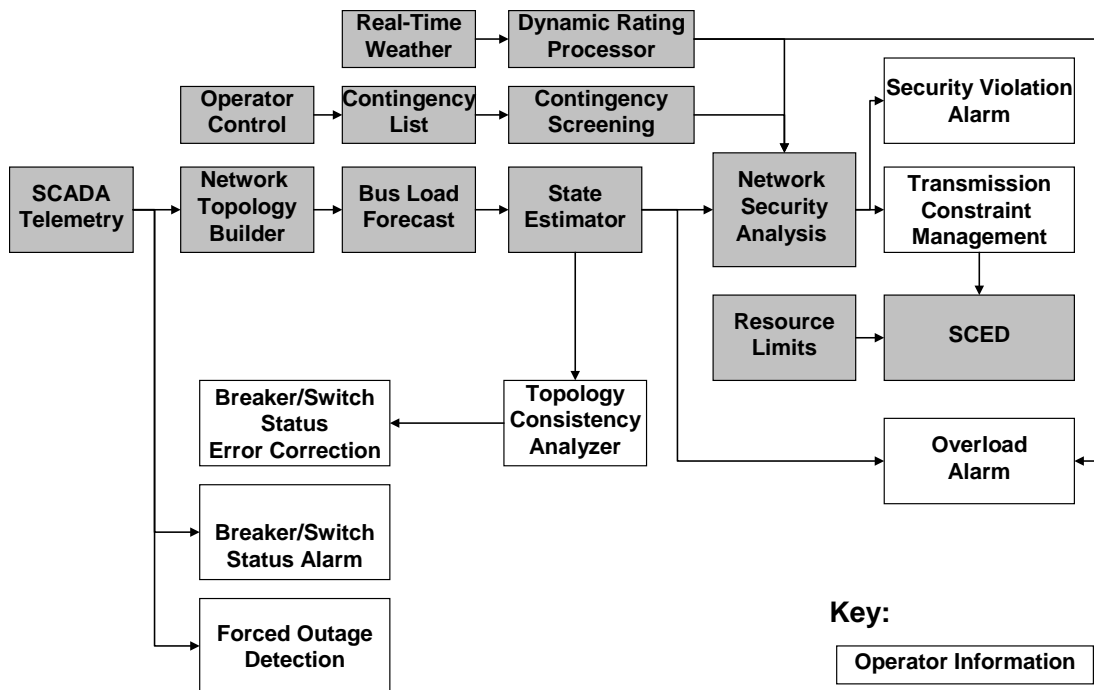 Real-Time
Weather
Dynamic Rating
Processor
Operator
Control
Contingency
List
Contingency
Screening
Security Violation
Alarm
SCADA
Telemetry
Network
Topology
Builder
Bus Load
Forecast
State
Estimator
Network
Security
Analysis
Transmission
Constraint
Management
Resource
Limits
SCED
Breaker/Switch
Status
Error Correction
Topology
Consistency
Analyzer
Overload
Alarm
Breaker/Switch
Status Alarm
Forced Outage
Detection
Key:
Operator Information